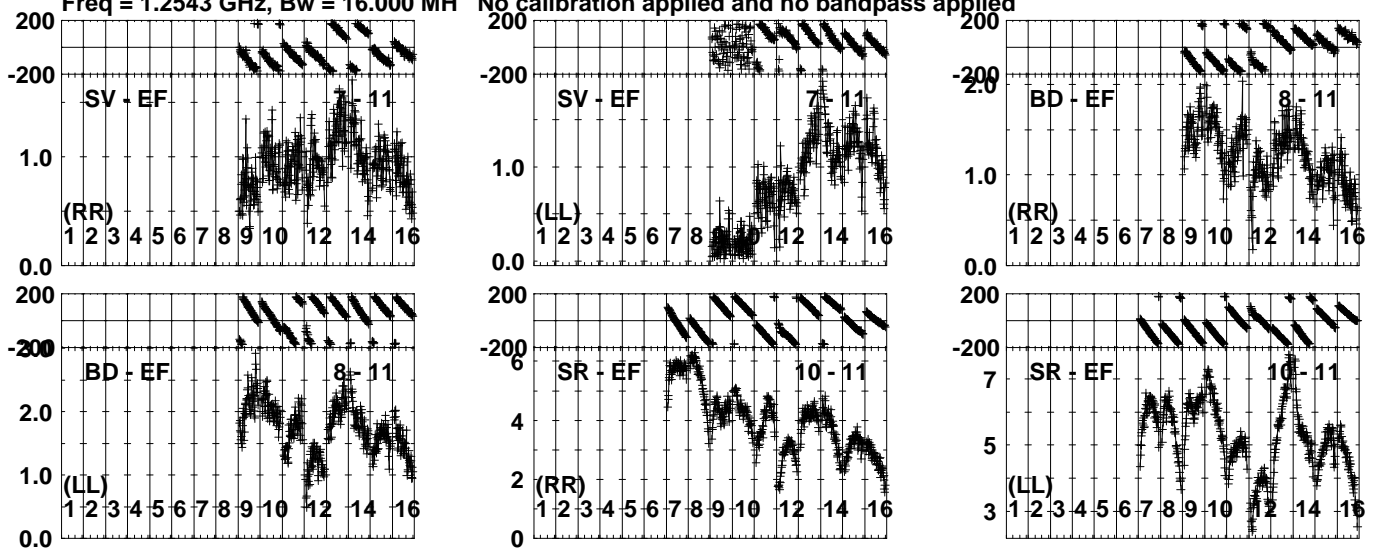 Freq = 1.2543 GHz, Bw = 16.000 MH No calibration applied and no bandpass applied
200 200 200
-200 -200 -200
SV - EF 7 - 11 SV - EF 7 - 11 2.0 BD - EF 8 - 11
1.0 1.0 1.0
(RR) (LL) (RR)
1 2 3 4 5 6 7 8 9 10 12 14 16 1 2 3 4 5 6 7 8 12 14 16 1 2 3 4 5 6 7 8 9 10 12 14 16
0.0 0.0 0.0
200 200 200
-200 -200
BD - EF 8 - 11 6 SR - EF 10 - 11 7 SR - EF 10 - 11
2.0 4 5
1.0 2 3
(LL) (RR) (LL)
1 2 3 4 5 6 7 8 9 10 12 14 16 1 2 3 4 5 6 7 8 9 10 12 14 16 1 2 3 4 5 6 7 8 9 10 12 14 16
0.0 0